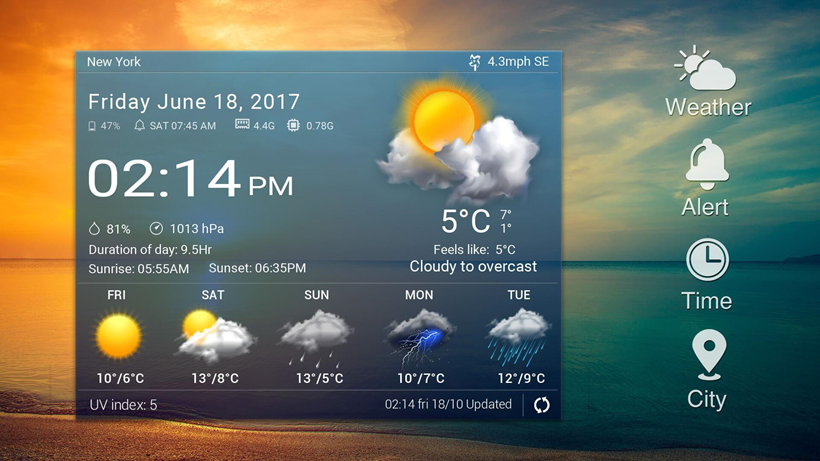 New York
4.3mph SE
Friday June 18, 2017
47% SAT 07:45 AM 4.4G 0.78G
02:14 PM
81% 1013 hPa
Duration of day: 9.5Hr
Sunrise: 05:55AM Sunset: 06:35PM
5°C 7°
1°
Feels like: 5°C
Cloudy to overcast
FRI SAT SUN MON TUE
10°/6°C 13°/8°C 13°/5°C 10°/7°C 12°/9°C
UV index: 5
02:14 fri 18/10 Updated
Weather
Alert
Time
City